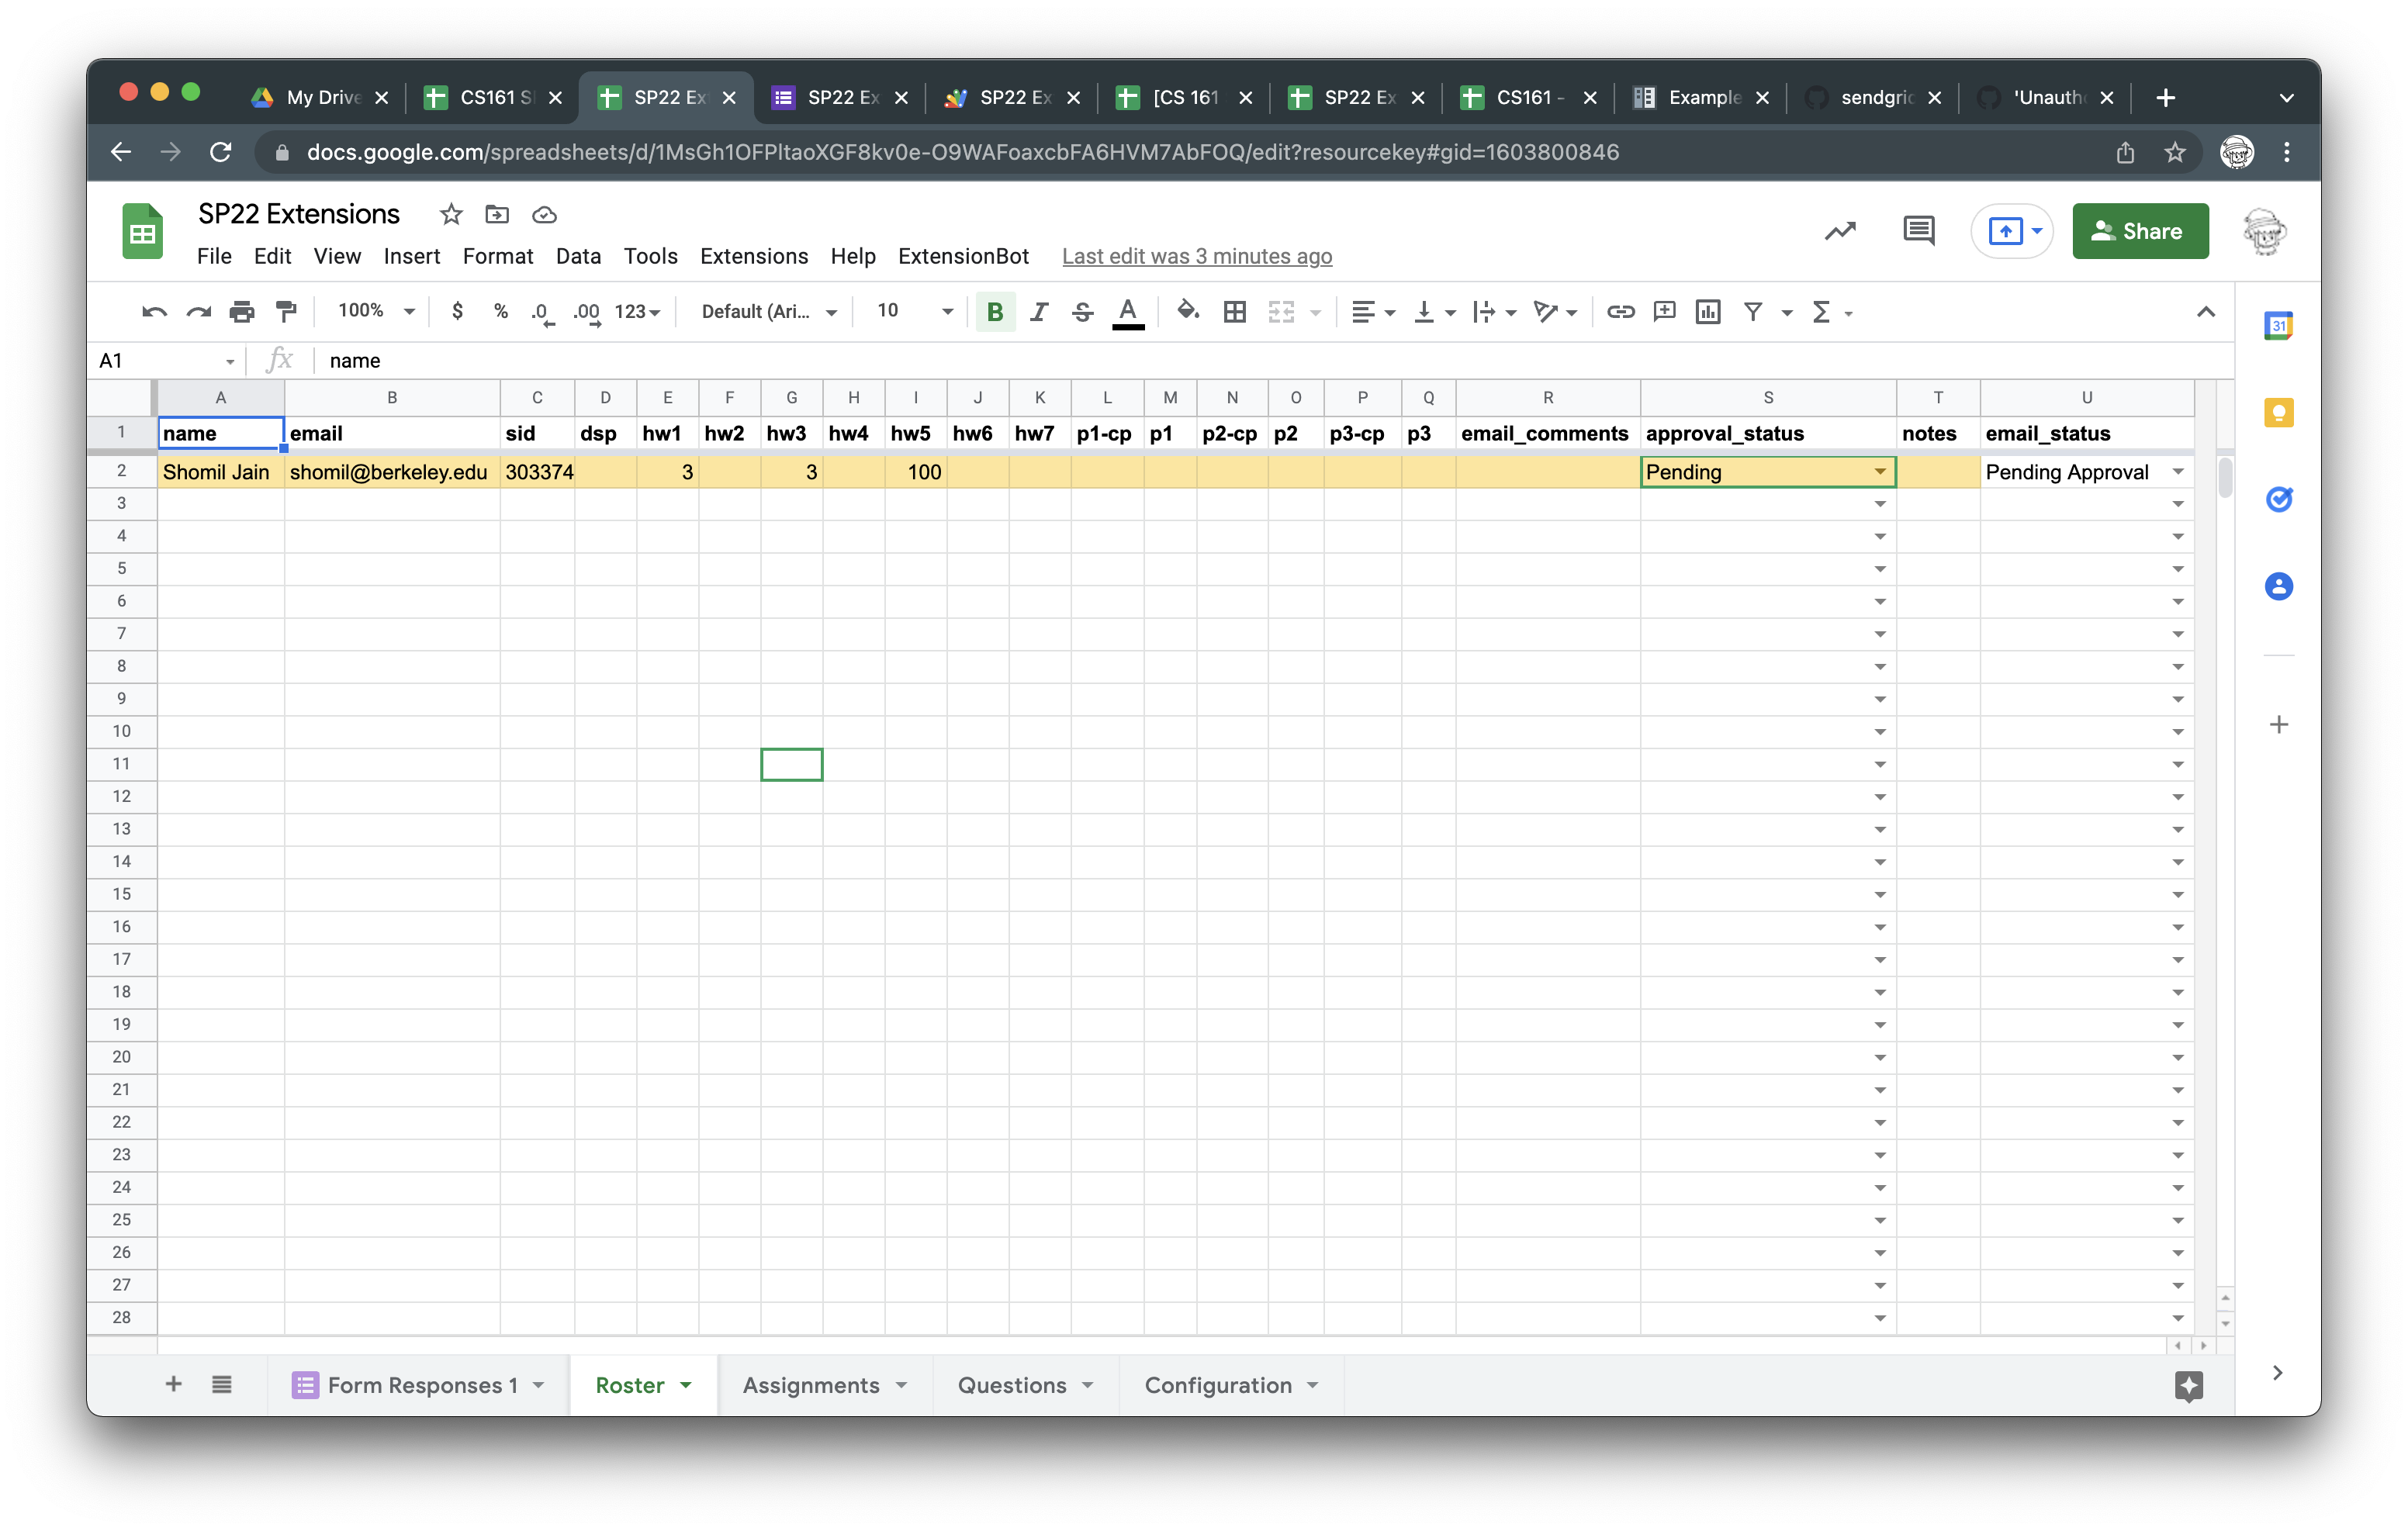 My Drive CS161 S SP22 Ex SP22 Ex SP22 Ex [CS 161 SP22 Ex CS161 - Example sendgric 'Unauth
docs.google.com/spreadsheets/d/1MsGh1OFPltaoXGF8kv0e-O9WAFoaxcbFA6HVM7AbFOQ/edit?resourcekey#gid=1603800846
SP22 Extensions
Share
File Edit View Insert Format Data Tools Extensions Help ExtensionBot Last edit was 3 minutes ago
100% $ % .0 .00 123 Default (Ari... 10 B I S A Σ
31
A1 fx name
A B C D E F G H I J K L M N O P Q R S T U
1 name email sid dsp hw1 hw2 hw3 hw4 hw5 hw6 hw7 p1-cp p1 p2-cp p2 p3-cp p3 email_comments approval_status notes email_status
2 Shomil Jain shomil@berkeley.edu 303374 3 3 100 Pending Pending Approval
3
4
5
6
7
8
9
10
11
12
13
14
15
16
17
18
19
20
21
22
23
24
25
26
27
28
Form Responses 1 Roster Assignments Questions Configuration